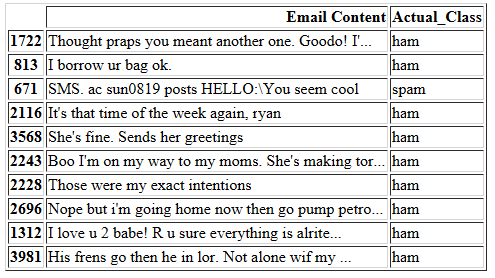 Email Content Actual_Class
1722 Thought praps you meant another one. Goodo! I'... ham
813 I borrow ur bag ok. ham
671 SMS. ac sun0819 posts HELLO:\You seem cool spam
2116 It's that time of the week again, ryan ham
3568 She's fine. Sends her greetings ham
2243 Boo I'm on my way to my moms. She's making tor... ham
2228 Those were my exact intentions ham
2696 Nope but i'm going home now then go pump petro... ham
1312 I love u 2 babe! R u sure everything is alrite... ham
3981 His frens go then he in lor. Not alone wif my ... ham